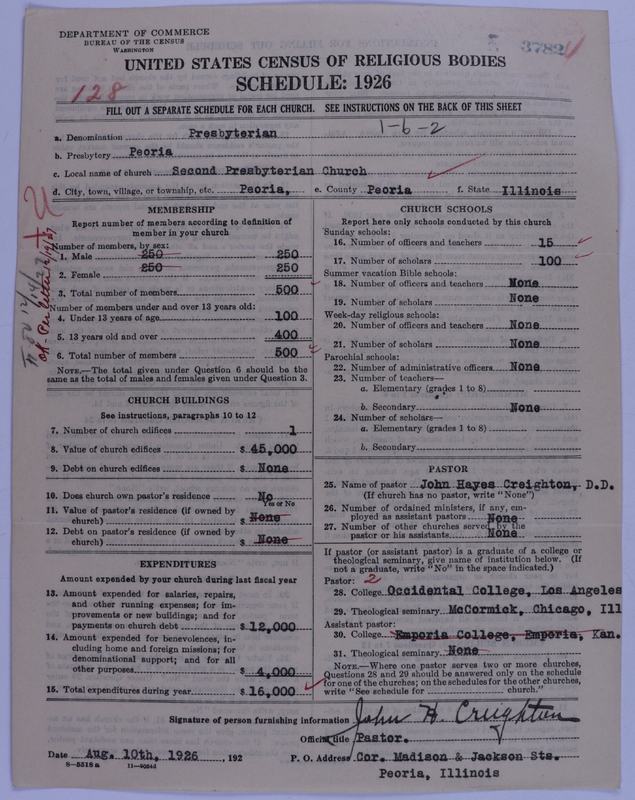 DEPARTMENT OF COMMERCE
BUREAU OF THE CENSUS
WASHINGTON
37824
UNITED STATES CENSUS OF RELIGIOUS BODIES
SCHEDULE: 1926
128
FILL OUT A SEPARATE SCHEDULE FOR EACH CHURCH. SEE INSTRUCTIONS ON THE BACK OF THIS SHEET
1-6-2
a. Denomination Presbyterian
b. Presbytery Peoria
c. Local name of church Second Presbyterian Church
d. City, town, village, or township, etc. Peoria, e. County Peoria f. State Illinois
MEMBERSHIP
Report number of members according to definition of
member in your church
Number of members, by sex:
1. Male 250 250
2. Female 250 250
3. Total number of members 500
Number of members under and over 13 years old:
4. Under 13 years of age 100
5. 13 years old and over 400
6. Total number of members 500
NOTE.—The total given under Question 6 should be the
same as the total of males and females given under Question 3.
CHURCH BUILDINGS
See instructions, paragraphs 10 to 12
7. Number of church edifices 1
8. Value of church edifices $ 45,000
9. Debt on church edifices $ None
10. Does church own pastor's residence No
Yes or No
11. Value of pastor's residence (if owned by
church) $ None
12. Debt on pastor's residence (if owned by
church) $ None
EXPENDITURES
Amount expended by your church during last fiscal year
13. Amount expended for salaries, repairs,
and other running expenses; for im-
provements or new buildings; and for
payments on church debt $ 12,000
14. Amount expended for benevolences, in-
cluding home and foreign missions; for
denominational support; and for all
other purposes $ 4,000
15. Total expenditures during year $ 16,000
CHURCH SCHOOLS
Report here only schools conducted by this church
Sunday schools:
16. Number of officers and teachers 15
17. Number of scholars 100
Summer vacation Bible schools:
18. Number of officers and teachers None
19. Number of scholars None
Week-day religious schools:
20. Number of officers and teachers None
21. Number of scholars None
Parochial schools:
22. Number of administrative officers None
23. Number of teachers—
a. Elementary (grades 1 to 8)
b. Secondary None
24. Number of scholars—
a. Elementary (grades 1 to 8)
b. Secondary
PASTOR
25. Name of pastor John Hayes Creighton, D.D.
(If church has no pastor, write "None")
26. Number of ordained ministers, if any, em-
ployed as assistant pastors None
27. Number of other churches served by the
pastor or his assistants None
If pastor (or assistant pastor) is a graduate of a college or
theological seminary, give name of institution below. (If
not a graduate, write "No" in the space indicated.)
Pastor: 2
28. College Occidental College, Los Angeles
29. Theological seminary McCormick, Chicago, Ill
Assistant pastor:
30. College Emporia College, Emporia, Kan.
31. Theological seminary None
NOTE.—Where one pastor serves two or more churches,
Questions 28 and 29 should be answered only on the schedule
for one of the churches; on the schedules for the other churches,
write "See schedule for church."
Signature of person furnishing information John H Creighton
Official title Pastor.
Date Aug. 10th, 1926, 192 P. O. Address Cor. Madison & Jackson Sts.
8-5518a 11-9054d Peoria, Illinois